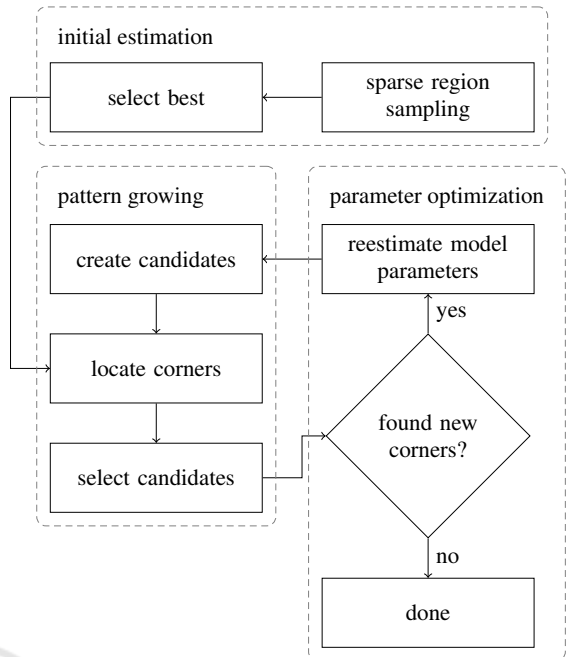 initial estimation
select best
sparse region
sampling
pattern growing
parameter optimization
create candidates
reestimate model
parameters
yes
locate corners
found new
corners?
select candidates
no
done